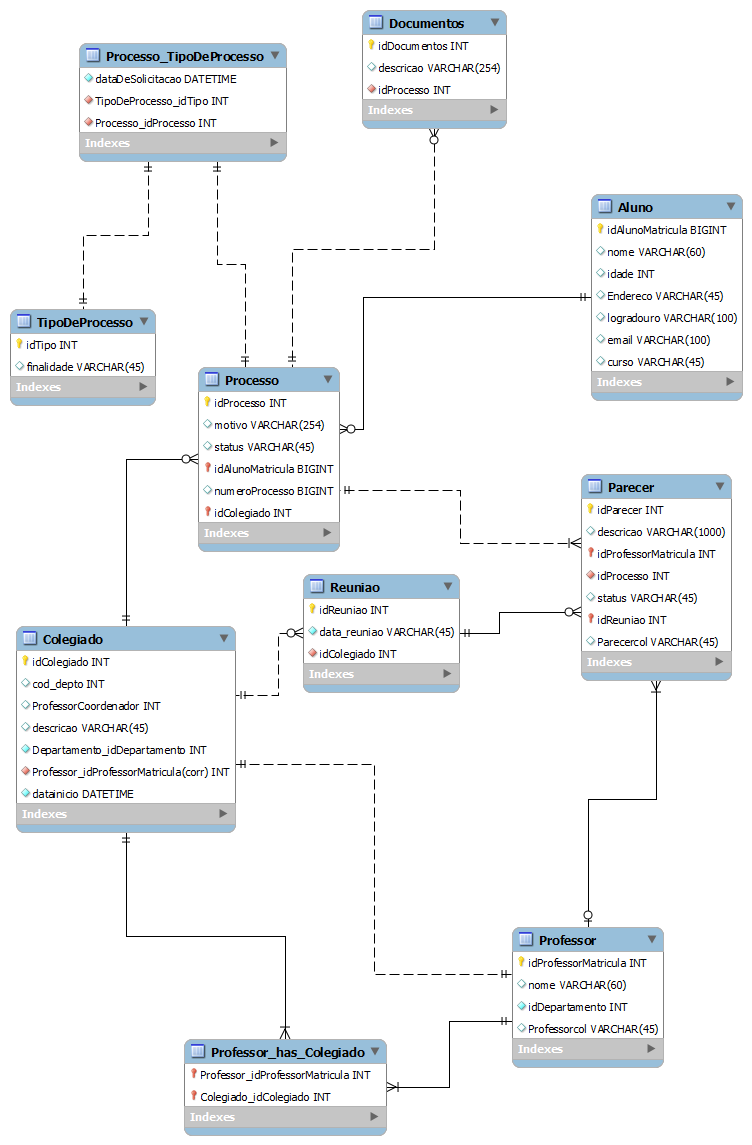 Documentos
idDocumentos INT
descricao VARCHAR(254)
idProcesso INT
Indexes
Processo_TipoDeProcesso
dataDeSolicitacao DATETIME
TipoDeProcesso_idTipo INT
Processo_idProcesso INT
Indexes
Aluno
idAlunoMatricula BIGINT
nome VARCHAR(60)
idade INT
Endereco VARCHAR(45)
logradouro VARCHAR(100)
email VARCHAR(100)
curso VARCHAR(45)
Indexes
TipoDeProcesso
idTipo INT
finalidade VARCHAR(45)
Indexes
Processo
idProcesso INT
motivo VARCHAR(254)
status VARCHAR(45)
idAlunoMatricula BIGINT
numeroProcesso BIGINT
idColegiado INT
Indexes
Parecer
idParecer INT
descricao VARCHAR(1000)
idProfessorMatricula INT
idProcesso INT
status VARCHAR(45)
idReuniao INT
Parecercol VARCHAR(45)
Indexes
Reuniao
idReuniao INT
data_reuniao VARCHAR(45)
idColegiado INT
Indexes
Colegiado
idColegiado INT
cod_depto INT
ProfessorCoordenador INT
descricao VARCHAR(45)
Departamento_idDepartamento INT
Professor_idProfessorMatricula(corr) INT
datainicio DATETIME
Indexes
Professor
idProfessorMatricula INT
nome VARCHAR(60)
idDepartamento INT
Professorcol VARCHAR(45)
Indexes
Professor_has_Colegiado
Professor_idProfessorMatricula INT
Colegiado_idColegiado INT
Indexes